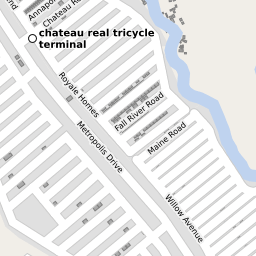 Chateau R
Annapo
chateau real tricycle
terminal
Royale Homes
Fall River Road
Metropolis Drive
Maine Road
Willow Avenue